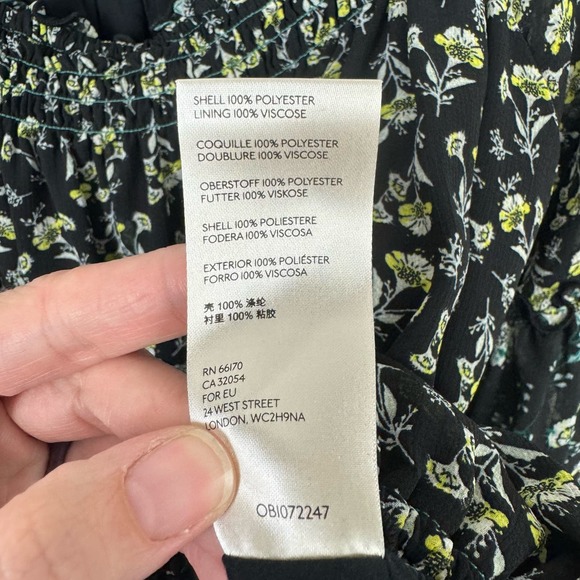 SHELL 100% POLYESTER
LINING 100% VISCOSE
COQUILLE 100% POLYESTER
DOUBLURE 100% VISCOSE
OBERSTOFF 100% POLYESTER
FUTTER 100% VISKOSE
SHELL 100% POLIESTERE
FODERA 100% VISCOSA
EXTERIOR 100% POLIÉSTER
FORRO 100% VISCOSA
壳 100% 涤纶
衬里 100% 粘胶
RN 66170
CA 32054
FOR EU
24 WEST STREET
LONDON, WC2H9NA
OB1072247